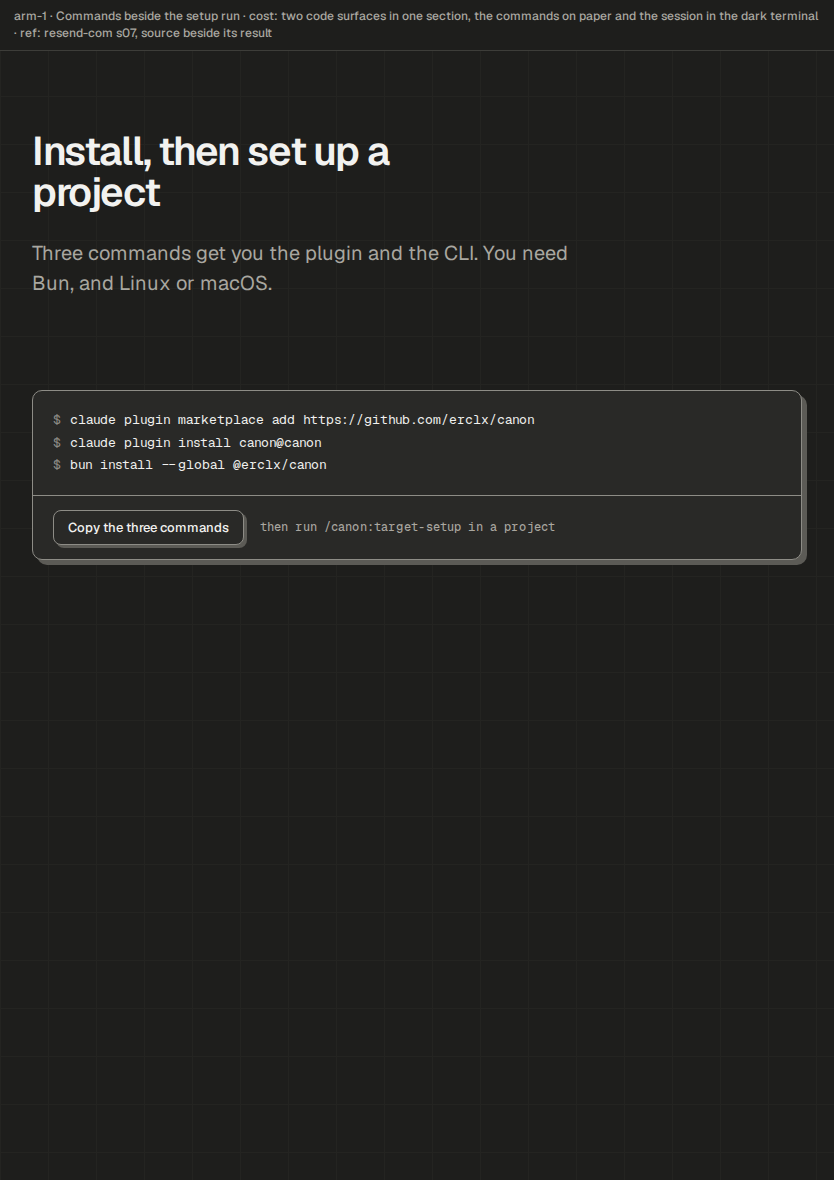 arm-1 · Commands beside the setup run · cost: two code surfaces in one section, the commands on paper and the session in the dark terminal
· ref: resend-com s07, source beside its result
Install, then set up a
project
Three commands get you the plugin and the CLI. You need
Bun, and Linux or macOS.
$ claude plugin marketplace add https://github.com/erclx/canon
$ claude plugin install canon@canon
$ bun install --global @erclx/canon
Copy the three commands then run /canon:target-setup in a project